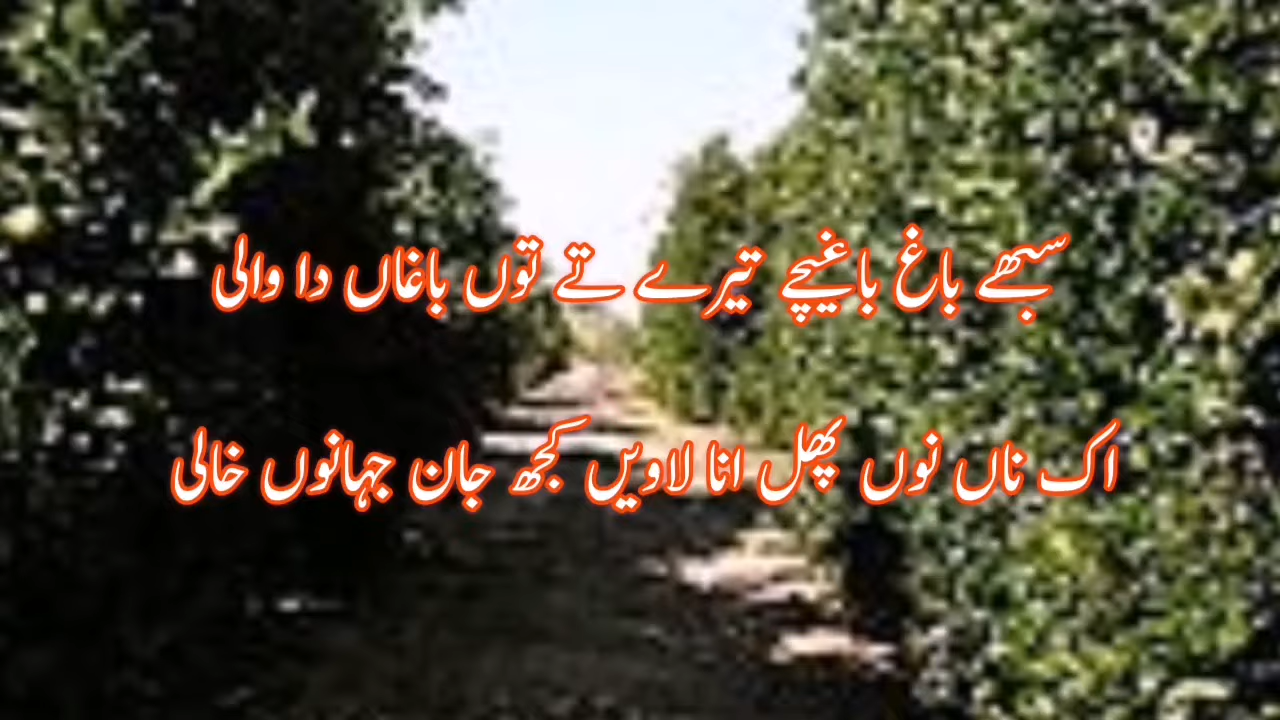 سبھے باغ باغیچے تیرے تے توں باغاں دا والی
اک ناں نوں پھل انا لاویں کجھ جان جہانوں خالی